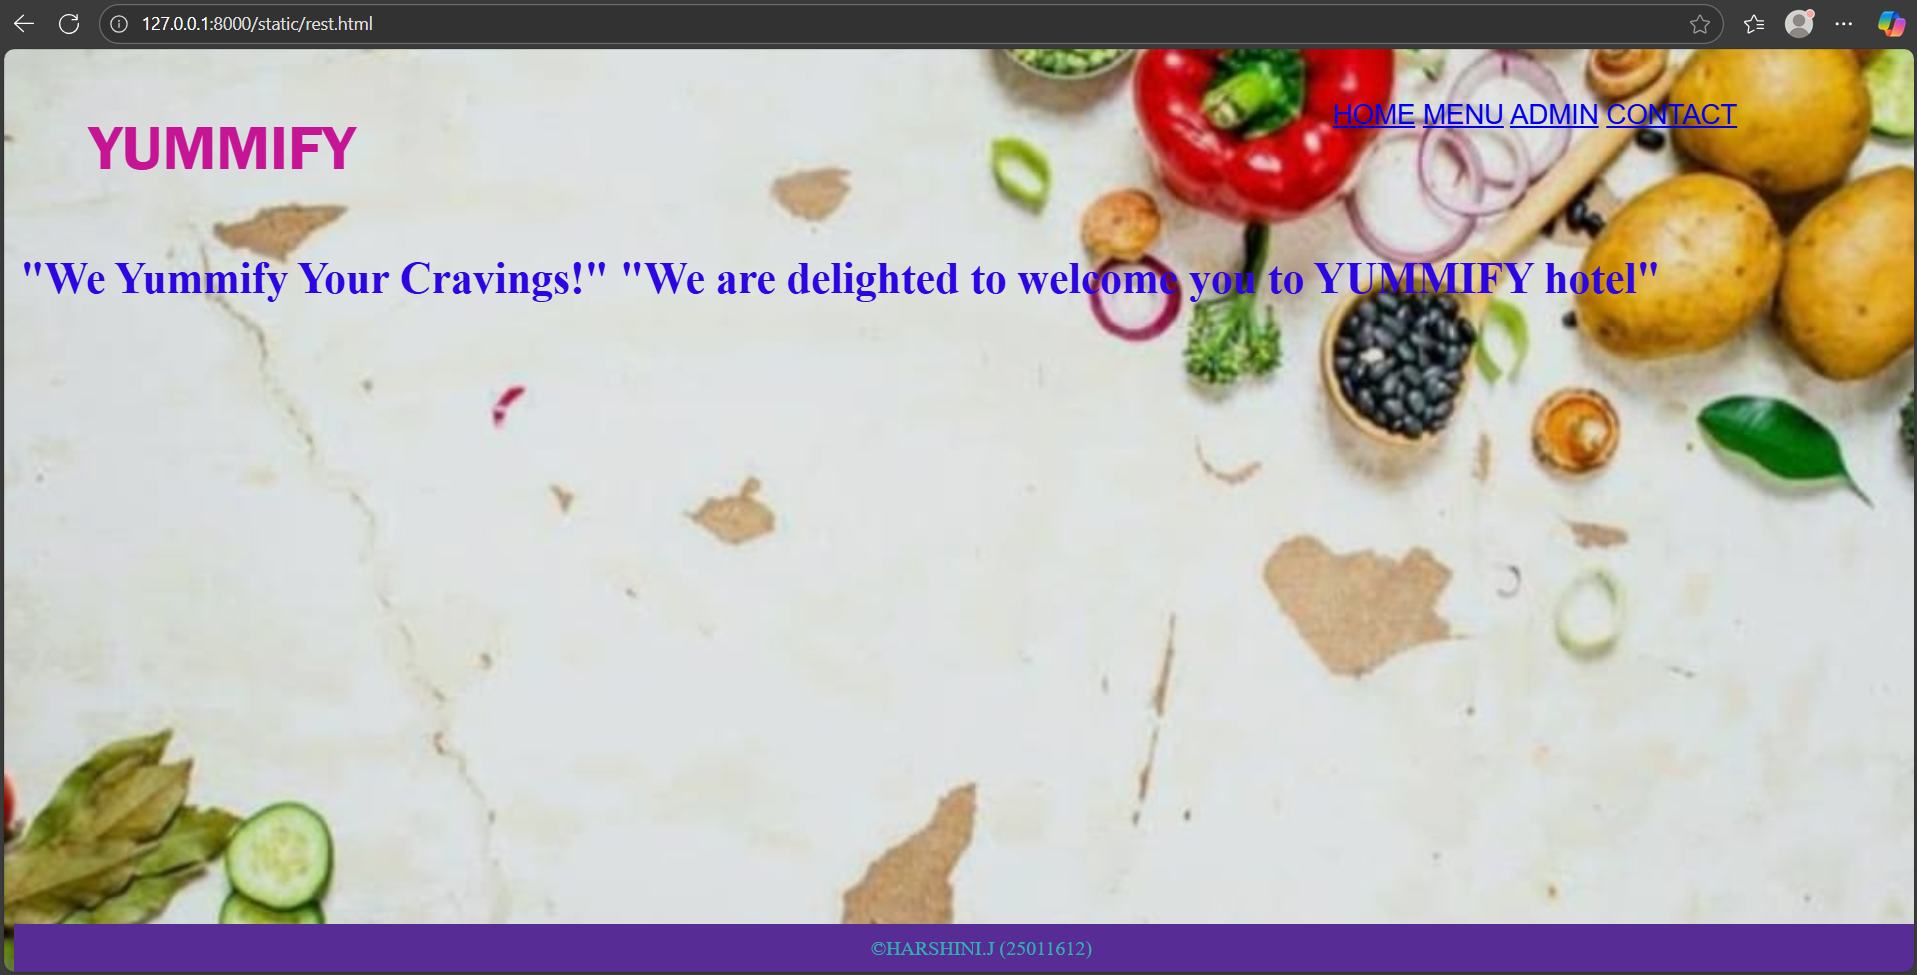 127.0.0.1:8000/static/rest.html
HOME MENU ADMIN CONTACT
YUMMIFY
"We Yummify Your Cravings!" "We are delighted to welcome you to YUMMIFY hotel"
©HARSHINI.J (25011612)